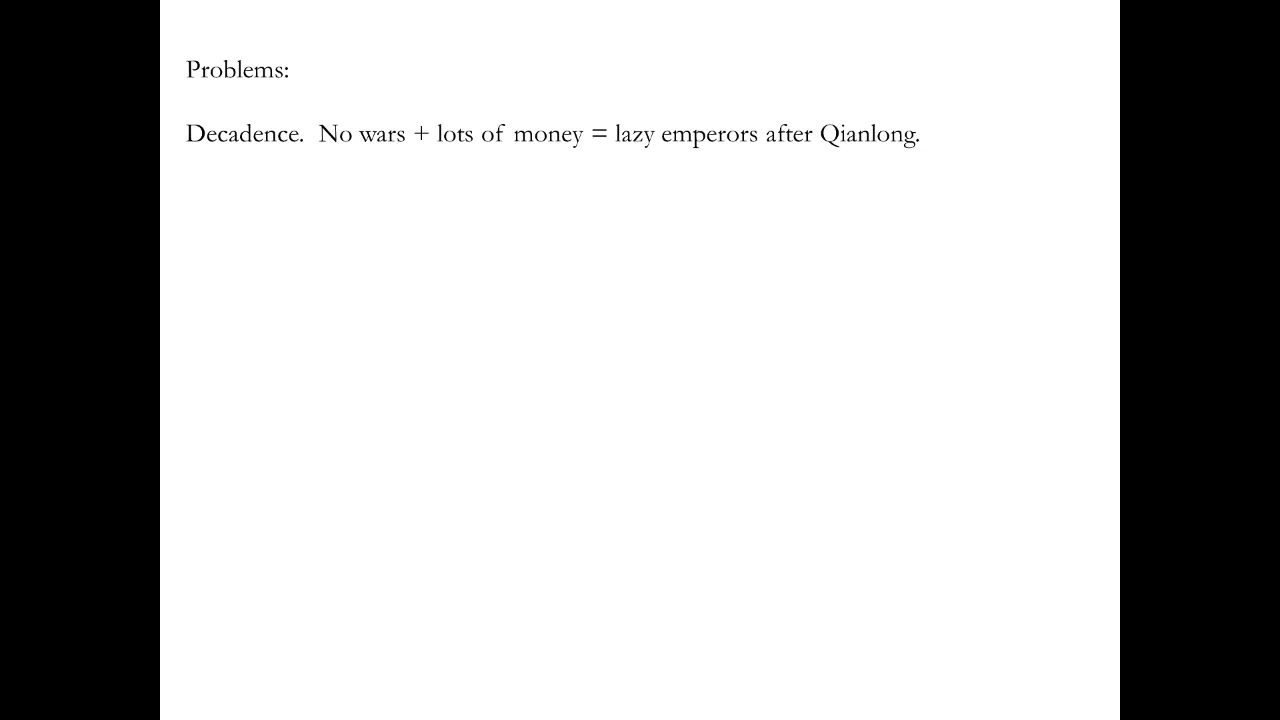 Problems:
Decadence.  No wars + lots of money = lazy emperors after Qianlong.